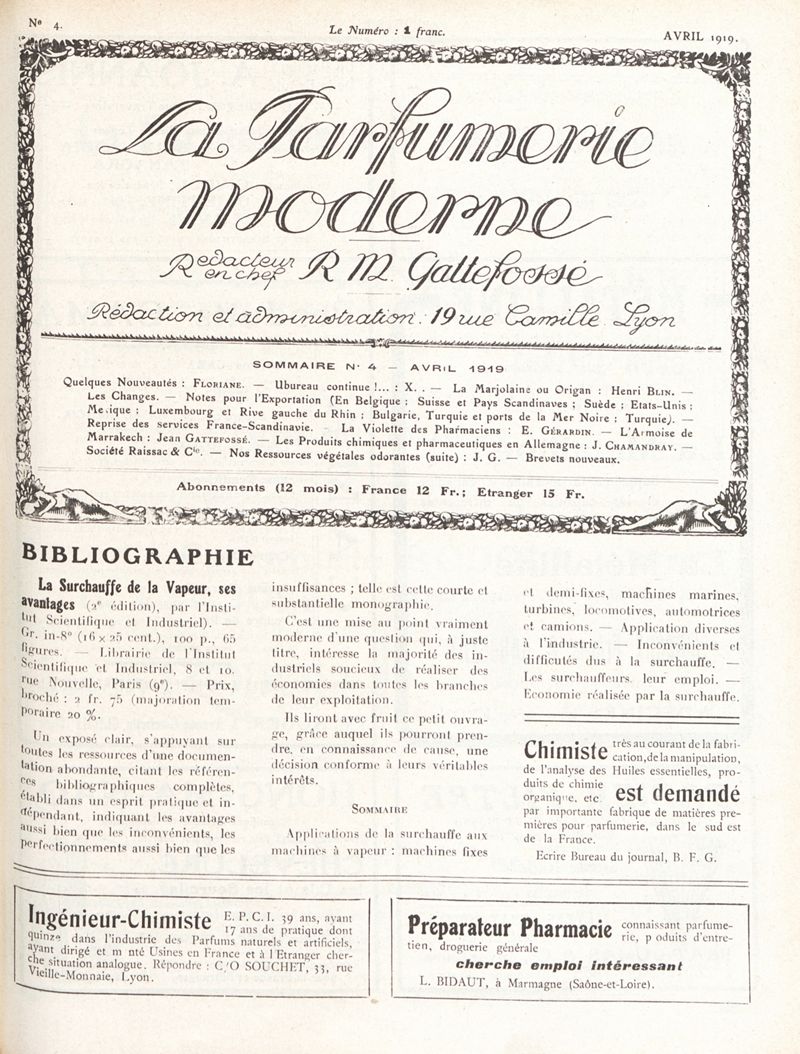 Nº 4.
Le Numéro : 1 franc.
AVRIL 1919.
La Parfumerie
moderne
Rédacteur en chef R M Gattefossé
Rédaction et administration. 19 rue Camille Lyon
SOMMAIRE N· 4 — AVRIL 1919
Quelques Nouveautés : FLORIANE. — Ubureau continue !... : X. . — La Marjolaine ou Origan : Henri BLIN. —
Les Changes. — Notes pour l'Exportation (En Belgique ; Suisse et Pays Scandinaves ; Suède ; Etats-Unis ;
Me.ique ; Luxembourg et Rive gauche du Rhin ; Bulgarie, Turquie et ports de la Mer Noire ; Turquie). —
Reprise des services France-Scandinavie. - La Violette des Pharmaciens : E. GÉRARDIN. — L'Armoise de
Marrakech : Jean GATTEFOSSÉ. — Les Produits chimiques et pharmaceutiques en Allemagne : J. CHAMANDRAY. —
Société Raissac & Cie. — Nos Ressources végétales odorantes (suite) : J. G. — Brevets nouveaux.
Abonnements (12 mois) : France 12 Fr.; Etranger 15 Fr.
BIBLIOGRAPHIE
La Surchauffe de la Vapeur, ses
avantages (2e édition), par l'Insti-
tut Scientifique et Industriel). —
Gr. in-8º (16 × 25 cent.), 100 p., 65
figures. — Librairie de l'Institut
Scientifique et Industriel, 8 et 10.
rue Nouvelle, Paris (9e). — Prix,
broché : 2 fr. 75 (majoration tem-
poraire 20 %.
Un exposé clair, s'appuyant sur
toutes les ressources d'une documen-
tation abondante, citant les référen-
ces bibliographiques complètes,
établi dans un esprit pratique et in-
dépendant, indiquant les avantages
aussi bien que les inconvénients, les
perfectionnements aussi bien que les
insuffisances ; telle est cette courte et
substantielle monographie.
C'est une mise au point vraiment
moderne d'une question qui, à juste
titre, intéresse la majorité des in-
dustriels soucieux de réaliser des
économies dans toutes les branches
de leur exploitation.
Ils liront avec fruit ce petit ouvra-
ge, grâce auquel ils pourront pren-
dre, en connaissance de cause, une
décision conforme à leurs véritables
intérêts.
SOMMAIRE
Applications de la surchauffe aux
machines à vapeur : machines fixes
et demi-fixes, machines marines,
turbines, locomotives, automotrices
et camions. — Application diverses
à l'industrie. — Inconvénients et
difficultés dus à la surchauffe. —
Les surchauffeurs, leur emploi. —
Economie réalisée par la surchauffe.
Chimiste très au courant de la fabri-
cation, de la manipulation,
de l'analyse des Huiles essentielles, pro-
duits de chimie
organique, etc. est demandé
par importante fabrique de matières pre-
mières pour parfumerie, dans le sud est
de la France.
Ecrire Bureau du journal, B. F. G.
Ingénieur-Chimiste E. P. C. I. 39 ans, ayant
17 ans de pratique dont
quinze dans l'industrie des Parfums naturels et artificiels,
ayant dirigé et m nté Usines en France et à l'Etranger cher-
che situation analogue. Répondre : C/O SOUCHET, 33, rue
Vieille-Monnaie, Lyon.
Préparateur Pharmacie connaissant parfume-
rie, p oduits d'entre-
tien, droguerie générale
cherche emploi intéressant
L. BIDAUT, à Marmagne (Saône-et-Loire).